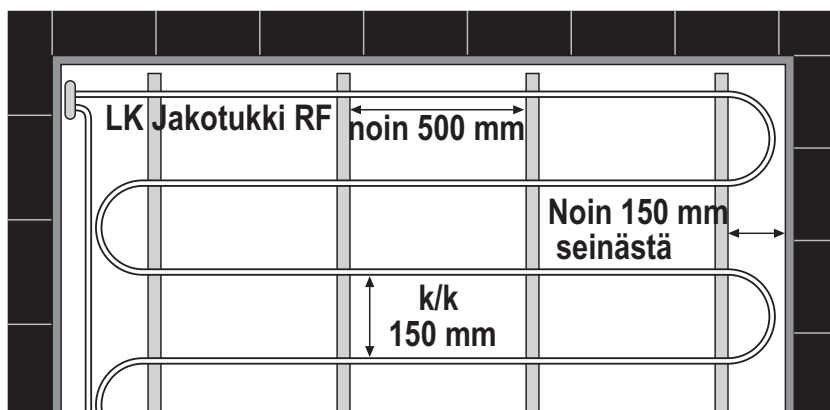 LK Jakotukki RF
noin 500 mm
Noin 150 mm
seinästä
k/k
150 mm